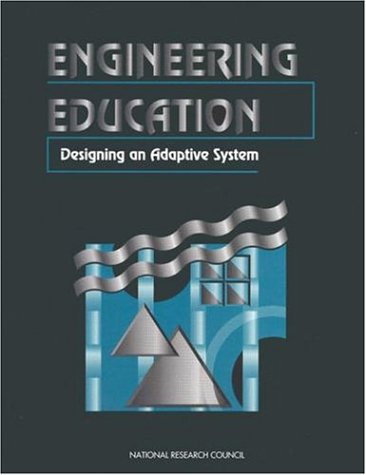 ENGINEERING
EDUCATION
Designing an Adaptive System
NATIONAL RESEARCH COUNCIL